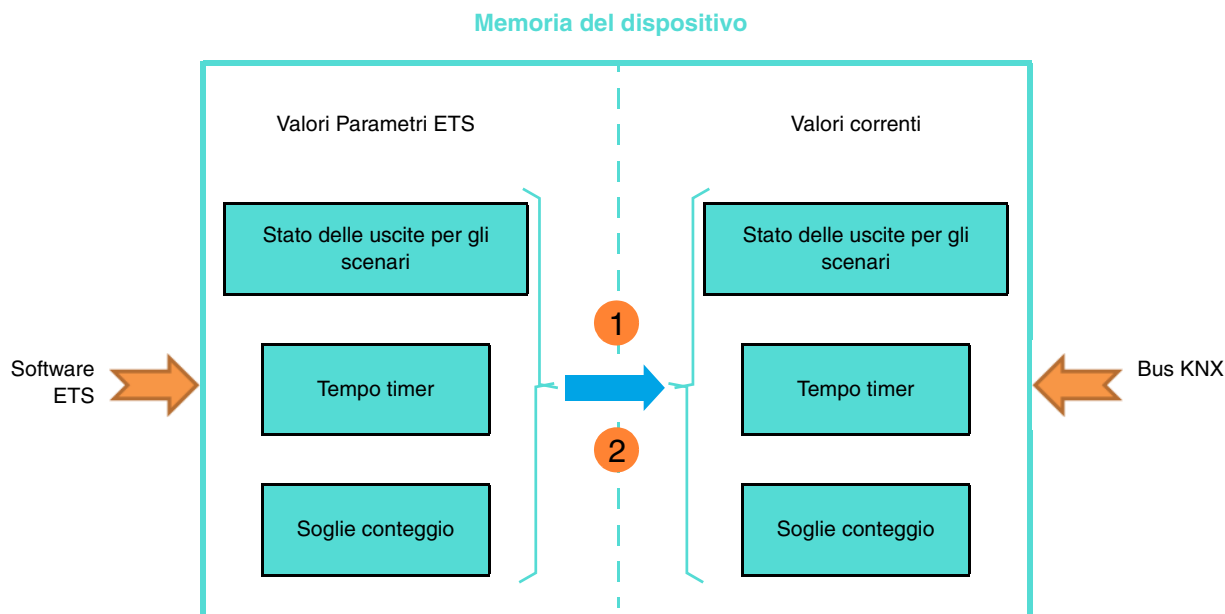 Memoria del dispositivo
Valori Parametri ETS
Valori correnti
Stato delle uscite per gli
scenari
Stato delle uscite per gli
scenari
1
Software
ETS
Tempo timer
Tempo timer
Bus KNX
2
Soglie conteggio
Soglie conteggio